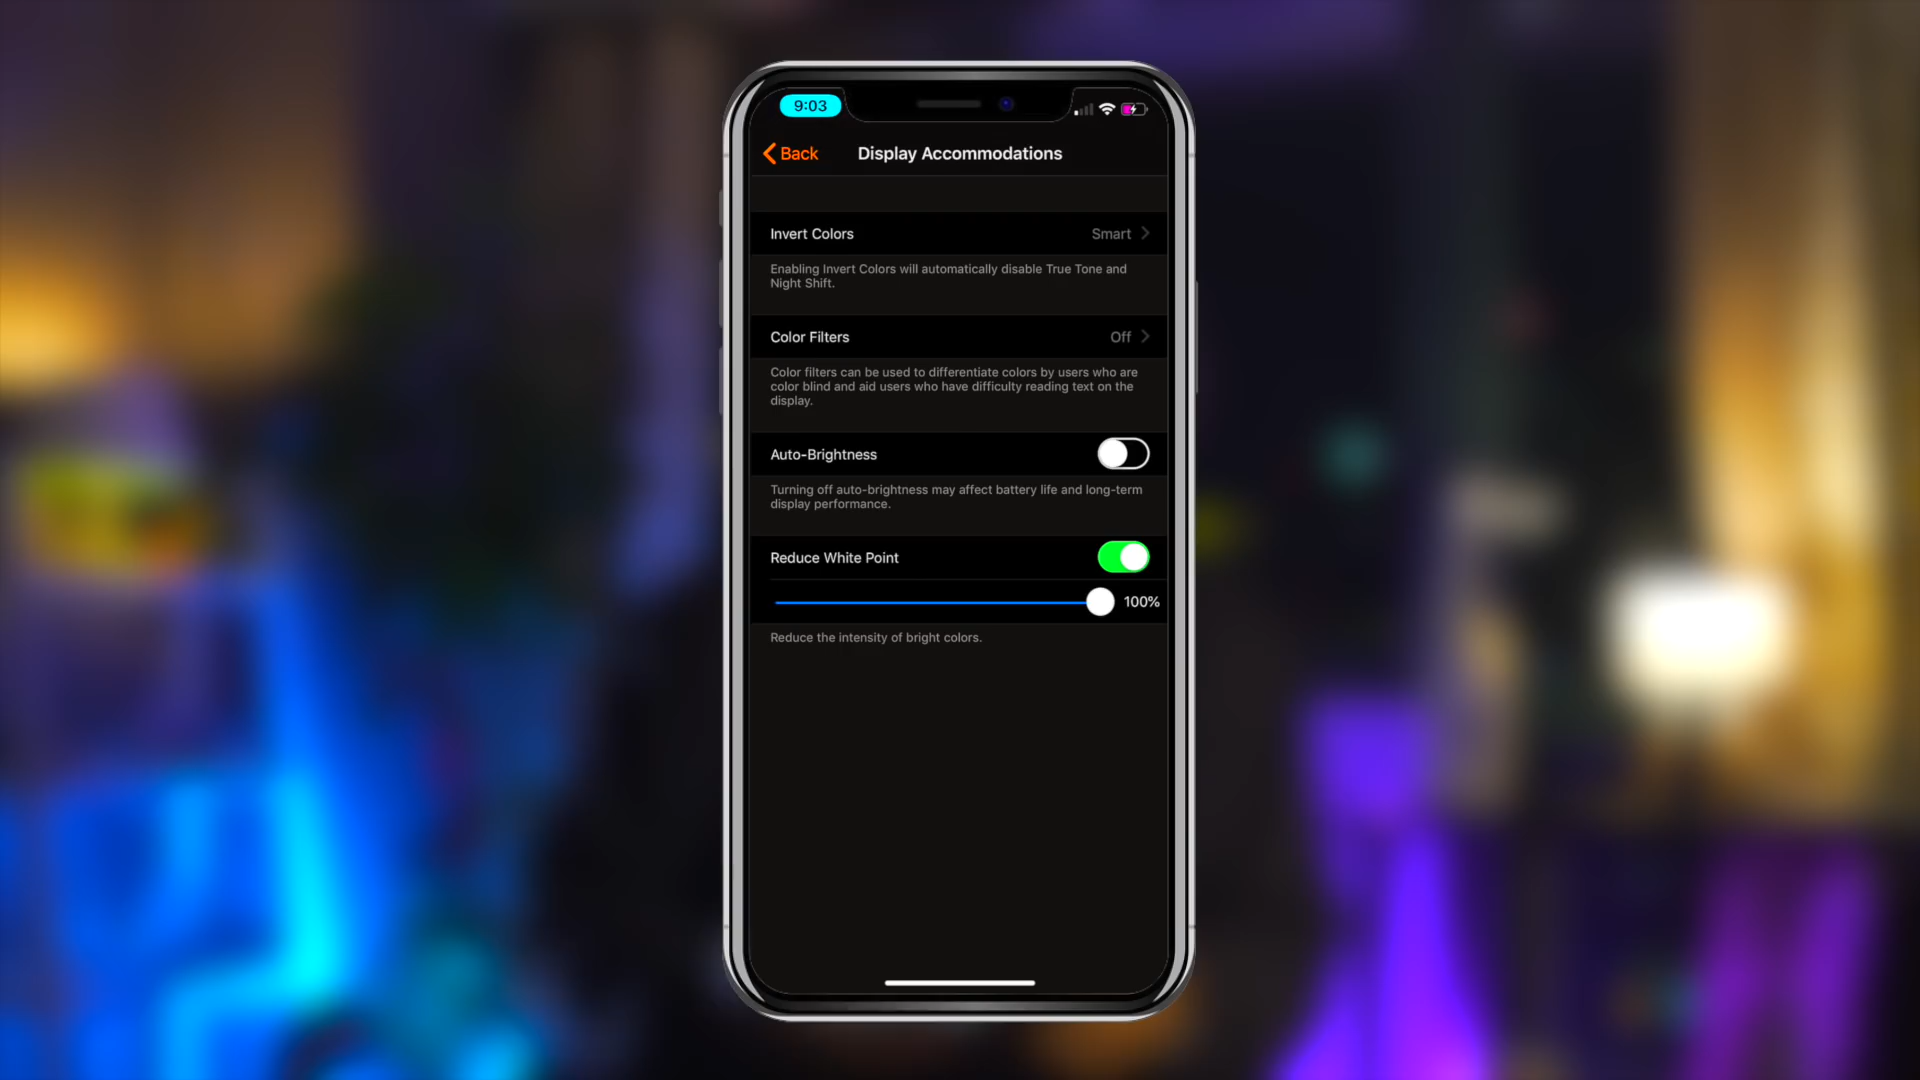 9:03
Back
Display Accommodations
Invert Colors
Smart
Enabling Invert Colors will automatically disable True Tone and
Night Shift.
Color Filters
Off
Color filters can be used to differentiate colors by users who are
color blind and aid users who have difficulty reading text on the
display.
Auto-Brightness
Turning off auto-brightness may affect battery life and long-term
display performance.
Reduce White Point
100%
Reduce the intensity of bright colors.